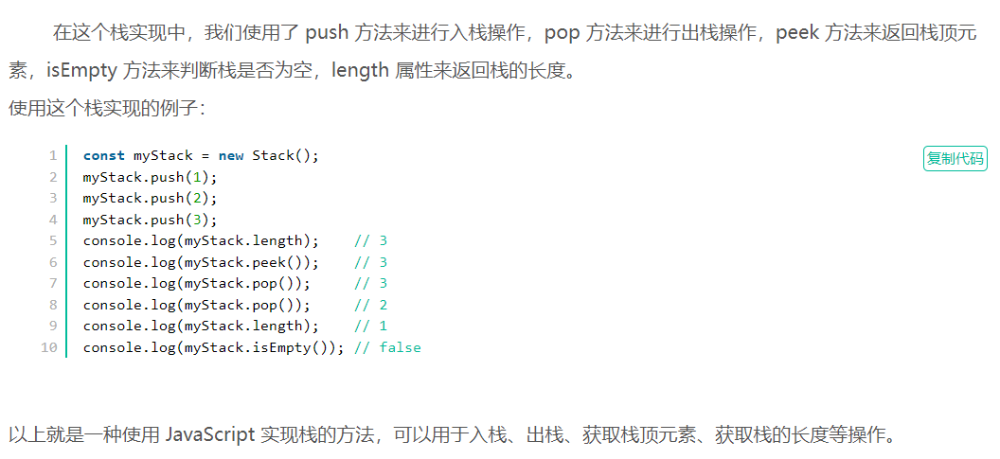 在这个栈实现中，我们使用了 push 方法来进行入栈操作，pop 方法来进行出栈操作，peek 方法来返回栈顶元
素，isEmpty 方法来判断栈是否为空，length 属性来返回栈的长度。
使用这个栈实现的例子：
复制代码
1 const myStack = new Stack();
2 myStack.push(1);
3 myStack.push(2);
4 myStack.push(3);
5 console.log(myStack.length);    // 3
6 console.log(myStack.peek());    // 3
7 console.log(myStack.pop());     // 3
8 console.log(myStack.pop());     // 2
9 console.log(myStack.length);    // 1
10 console.log(myStack.isEmpty()); // false
以上就是一种使用 JavaScript 实现栈的方法，可以用于入栈、出栈、获取栈顶元素、获取栈的长度等操作。